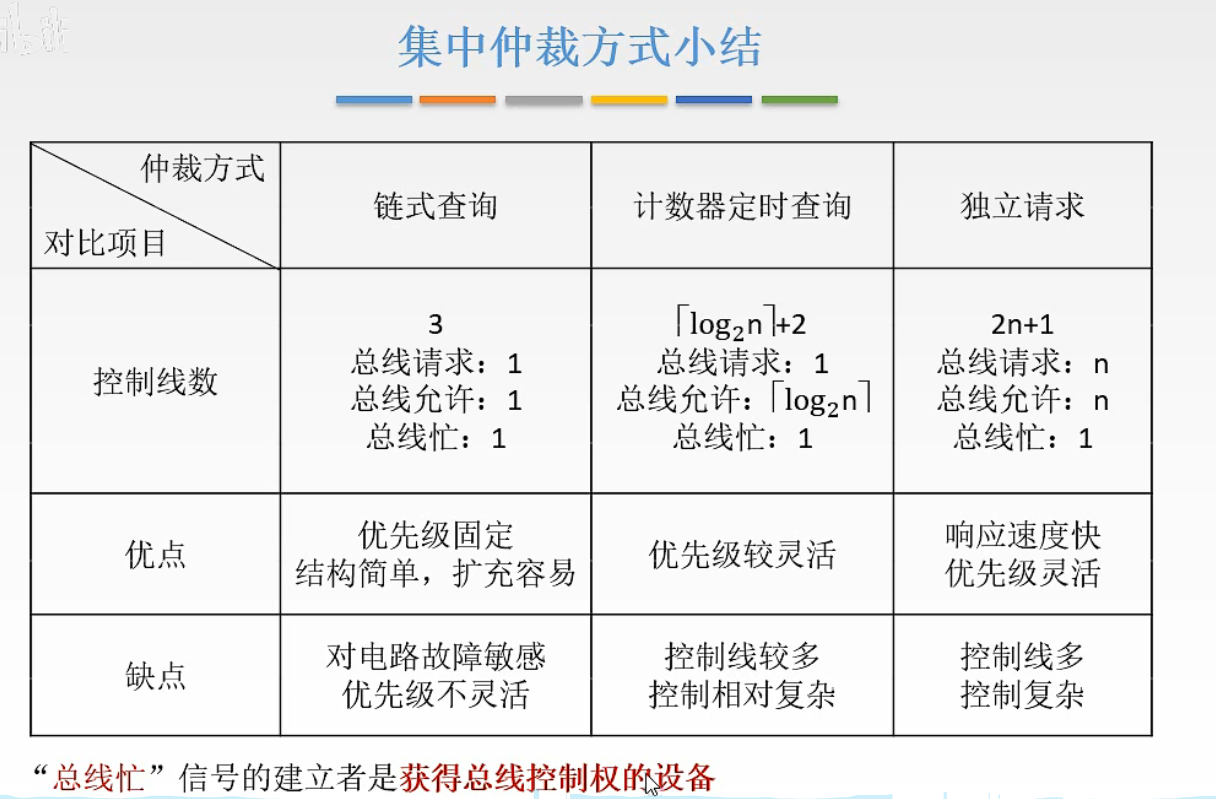 集中仲裁方式小结
仲裁方式
对比项目
链式查询
计数器定时查询
独立请求
控制线数
3
总线请求：1
总线允许：1
总线忙：1
⌈log₂n⌉+2
总线请求：1
总线允许：⌈log₂n⌉
总线忙：1
2n+1
总线请求：n
总线允许：n
总线忙：1
优点
优先级固定
结构简单，扩充容易
优先级较灵活
响应速度快
优先级灵活
缺点
对电路故障敏感
优先级不灵活
控制线较多
控制相对复杂
控制线多
控制复杂
“总线忙”信号的建立者是获得总线控制权的设备